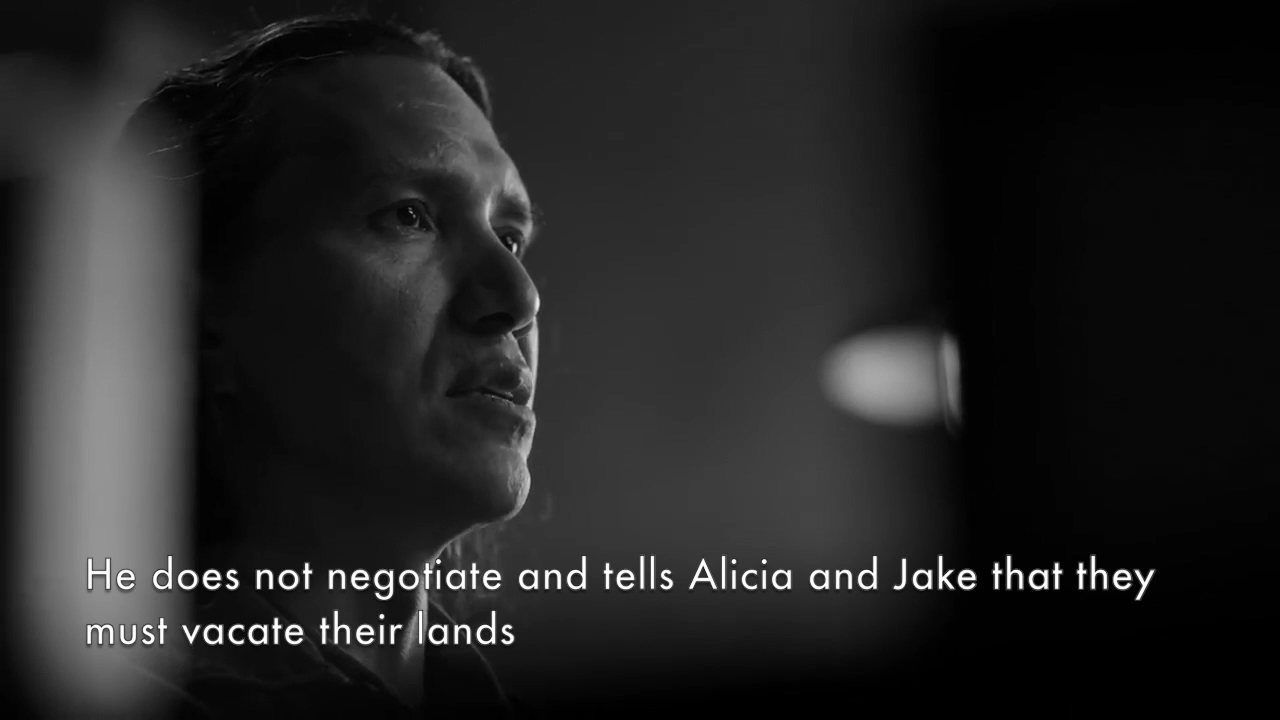 He does not negotiate and tells Alicia and Jake that they
must vacate their lands